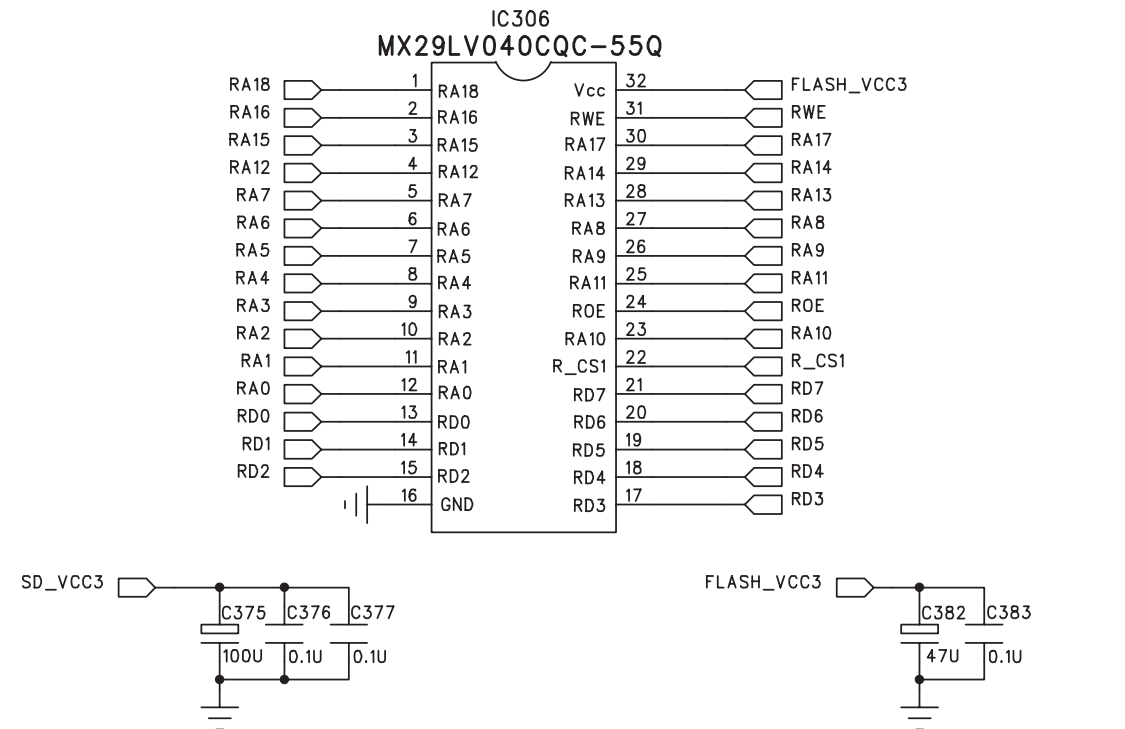 IC306
MX29LV040CQC-55Q
RA18 1 RA18 Vcc 32 FLASH_VCC3
RA16 2 RA16 RWE 31 RWE
RA15 3 RA15 RA17 30 RA17
RA12 4 RA12 RA14 29 RA14
RA7 5 RA7 RA13 28 RA13
RA6 6 RA6 RA8 27 RA8
RA5 7 RA5 RA9 26 RA9
RA4 8 RA4 RA11 25 RA11
RA3 9 RA3 ROE 24 ROE
RA2 10 RA2 RA10 23 RA10
RA1 11 RA1 R_CS1 22 R_CS1
RA0 12 RA0 RD7 21 RD7
RD0 13 RD0 RD6 20 RD6
RD1 14 RD1 RD5 19 RD5
RD2 15 RD2 RD4 18 RD4
16 GND RD3 17 RD3
SD_VCC3 FLASH_VCC3
C375 C376 C377 C382 C383
100U 0.1U 0.1U 47U 0.1U